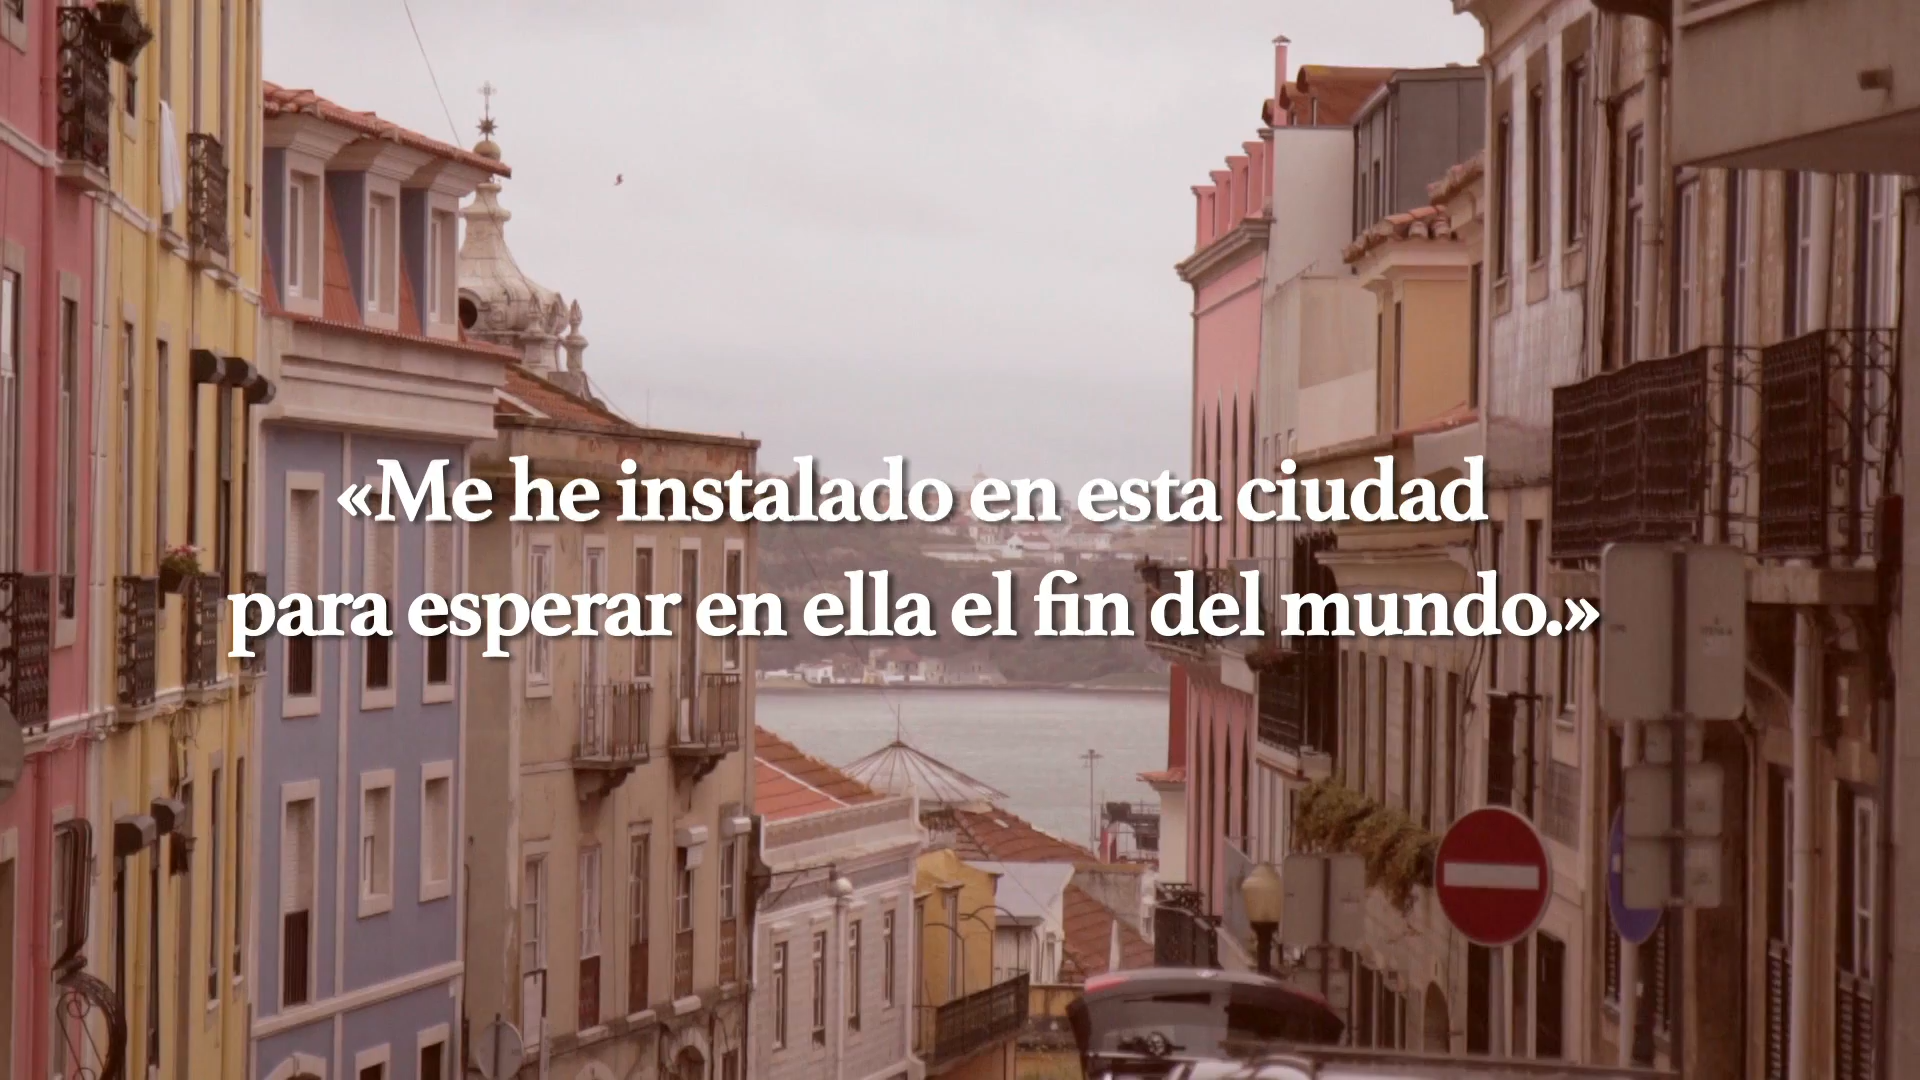 «Me he instalado en esta ciudad
para esperar en ella el fin del mundo.»